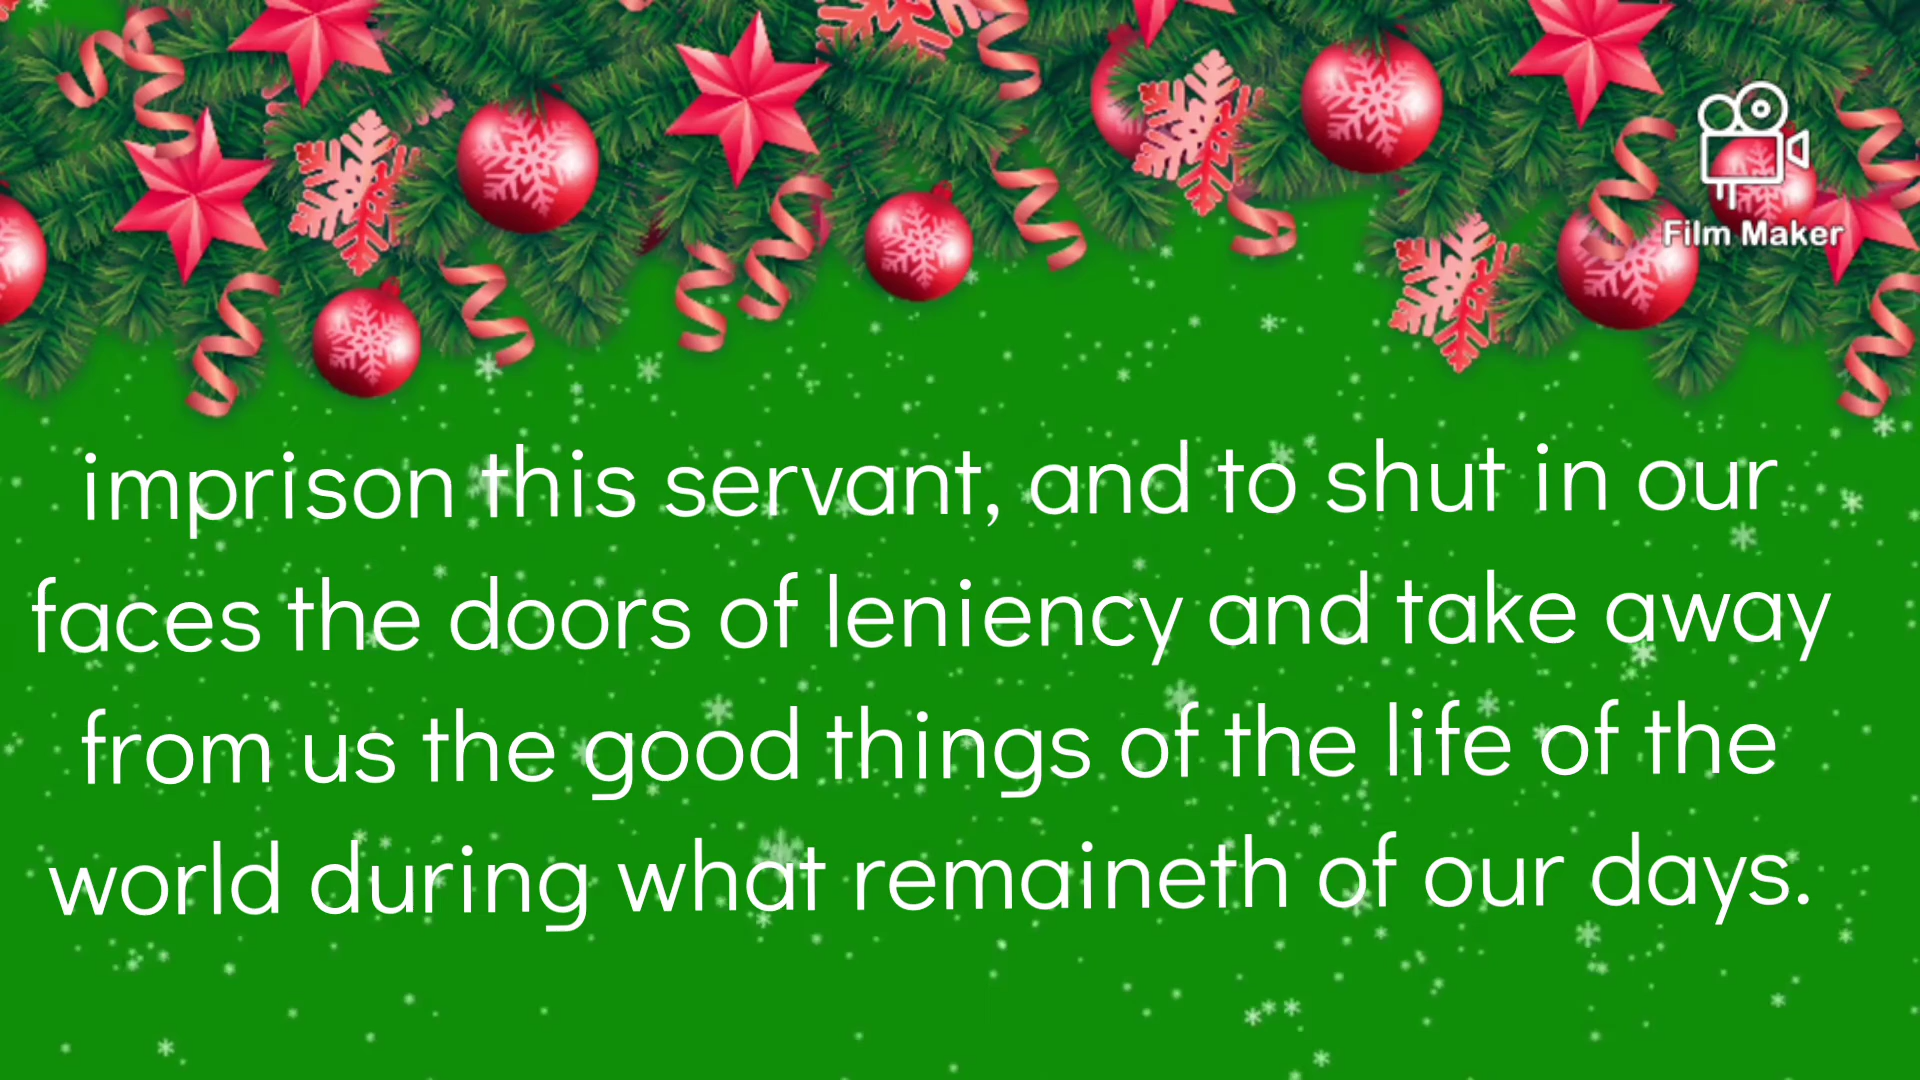 Film Maker
imprison this servant, and to shut in our
faces the doors of leniency and take away
from us the good things of the life of the
world during what remaineth of our days.